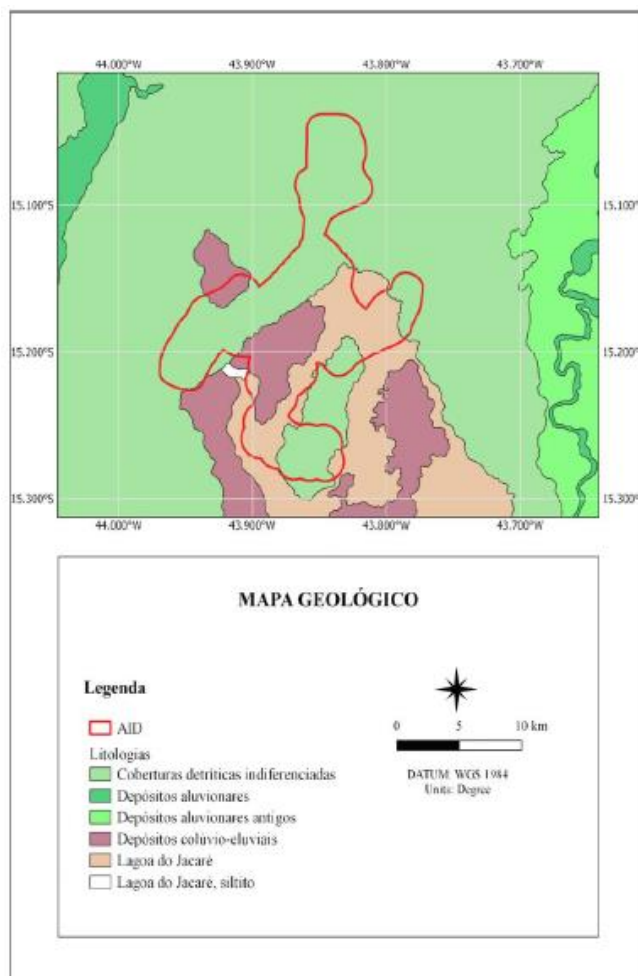 44.000°W 43.900°W 43.800°W 43.700°W
15.100°S 15.100°S
15.200°S 15.200°S
15.300°S 15.300°S
44.000°W 43.900°W 43.800°W 43.700°W
MAPA GEOLÓGICO
Legenda
AID
Litologias
Coberturas detríticas indiferenciadas
Depósitos aluvionares
Depósitos aluvionares antigos
Depósitos colúvio-eluviais
Lagoa do Jacaré
Lagoa do Jacaré, siltito
0 5 10 km
DATUM: WGS 1984
Units: Degree